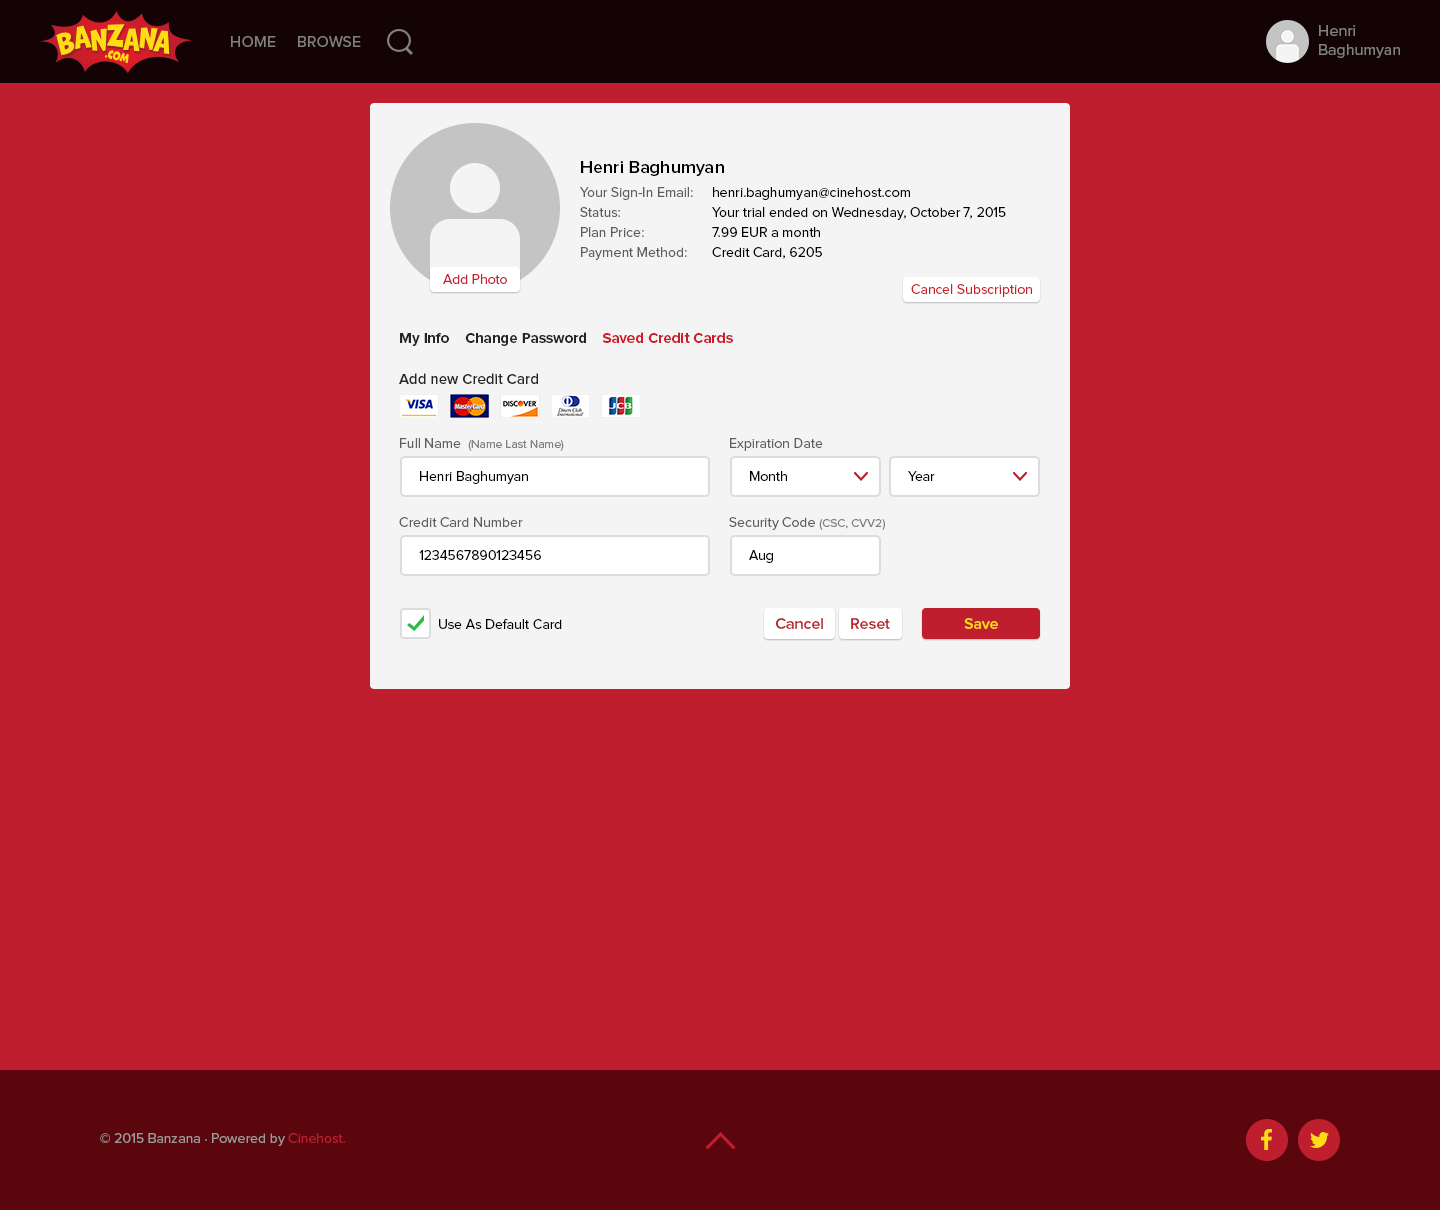 BANZANA
.COM
HOME BROWSE
Henri
Baghumyan
Henri Baghumyan
Your Sign-In Email: henri.baghumyan@cinehost.com
Status: Your trial ended on Wednesday, October 7, 2015
Plan Price: 7.99 EUR a month
Payment Method: Credit Card, 6205
Add Photo
Cancel Subscription
My Info Change Password Saved Credit Cards
Add new Credit Card
VISA MasterCard DISCOVER Diners Club International JCB
Full Name (Name Last Name) Expiration Date
Henri Baghumyan Month Year
Credit Card Number Security Code (CSC, CVV2)
1234567890123456 Aug
Use As Default Card Cancel Reset Save
© 2015 Banzana · Powered by Cinehost.